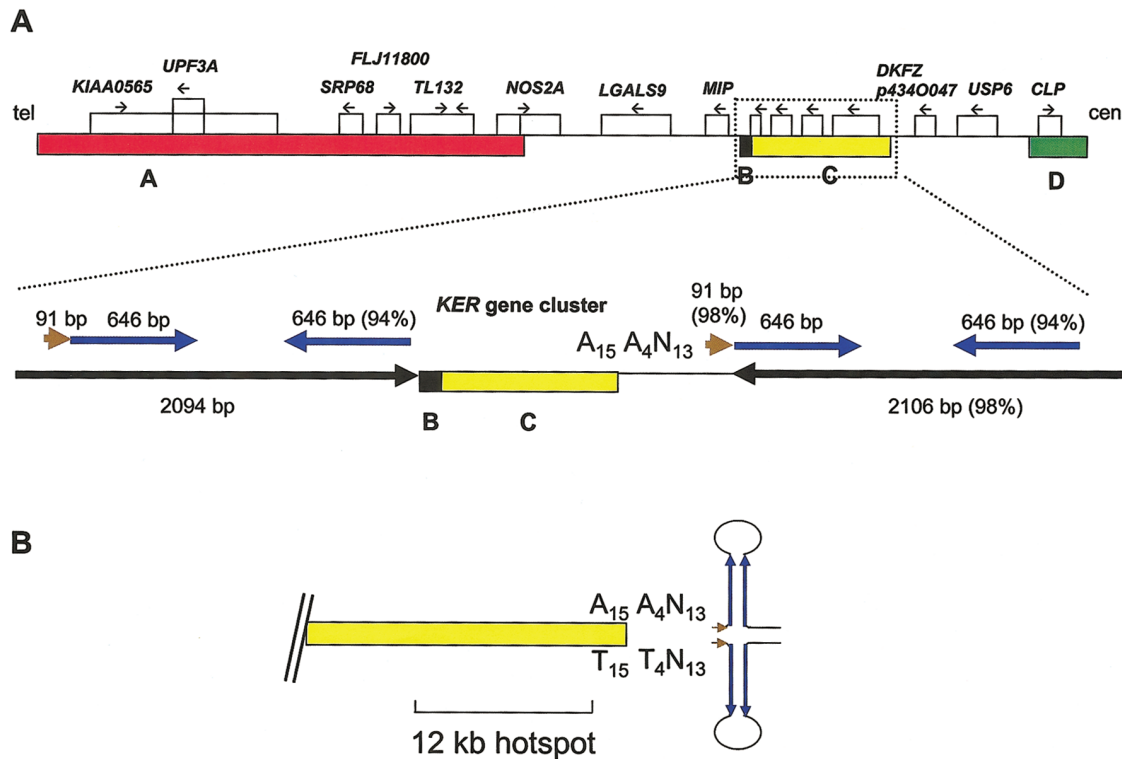 A
FLJ11800
UPF3A
DKFZ
KIAA0565 SRP68 TL132 NOS2A LGALS9 MIP p434O047 USP6 CLP
tel cen
A B C D
KER gene cluster
91 bp 646 bp 646 bp (94%) 91 bp (98%) 646 bp 646 bp (94%)
A15 A4N13
2094 bp B C 2106 bp (98%)
B
A15 A4N13
T15 T4N13
12 kb hotspot